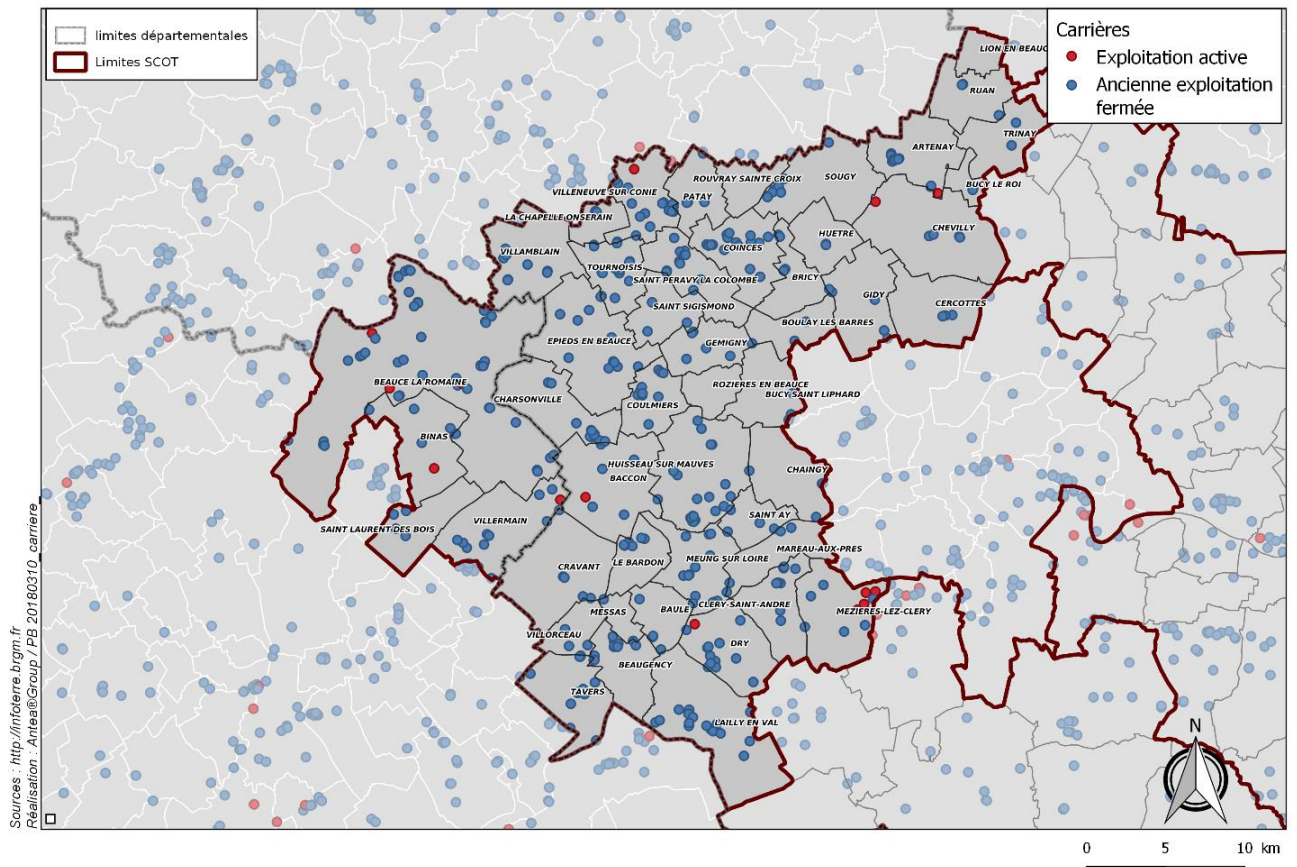 limites départementales
Limites SCOT
Carrières
Exploitation active
Ancienne exploitation
fermée
LION EN BEAUC
RUAN
TRINAY
ARTENAY
ROUVRAY SAINTE CROIX
SOUGY
BUCY LE ROI
VILLENEUVE SUR CONIE
PATAY
LA CHAPELLE ONSERAIN
HUETRE
CHEVILLY
COINCES
VILLAMBLAIN
TOURNOISIS
SAINT PERAVY LA COLOMBE
BRICY
GIDY
CERCOTTES
SAINT SIGISMOND
BOULAY LES BARRES
EPIEDS EN BEAUCE
GEMIGNY
BEAUCE LA ROMAINE
ROZIERES EN BEAUCE
BUCY SAINT LIPHARD
CHARSONVILLE
COULMIERS
BINAS
HUISSEAU SUR MAUVES
CHAINGY
BACCON
SAINT LAURENT DES BOIS
VILLERMAIN
SAINT AY
MAREAU-AUX-PRES
MEUNG SUR LOIRE
LE BARDON
CRAVANT
CLERY-SAINT-ANDRE
MESSAS
BAULE
MEZIERES-LEZ-CLERY
VILLORCEAU
DRY
BEAUGENCY
TAVERS
LAILLY EN VAL
N
0 5 10 km
Sources : http://infoterre.brgm.fr
Réalisation : Antea®Group / PB 20180310_carriere_